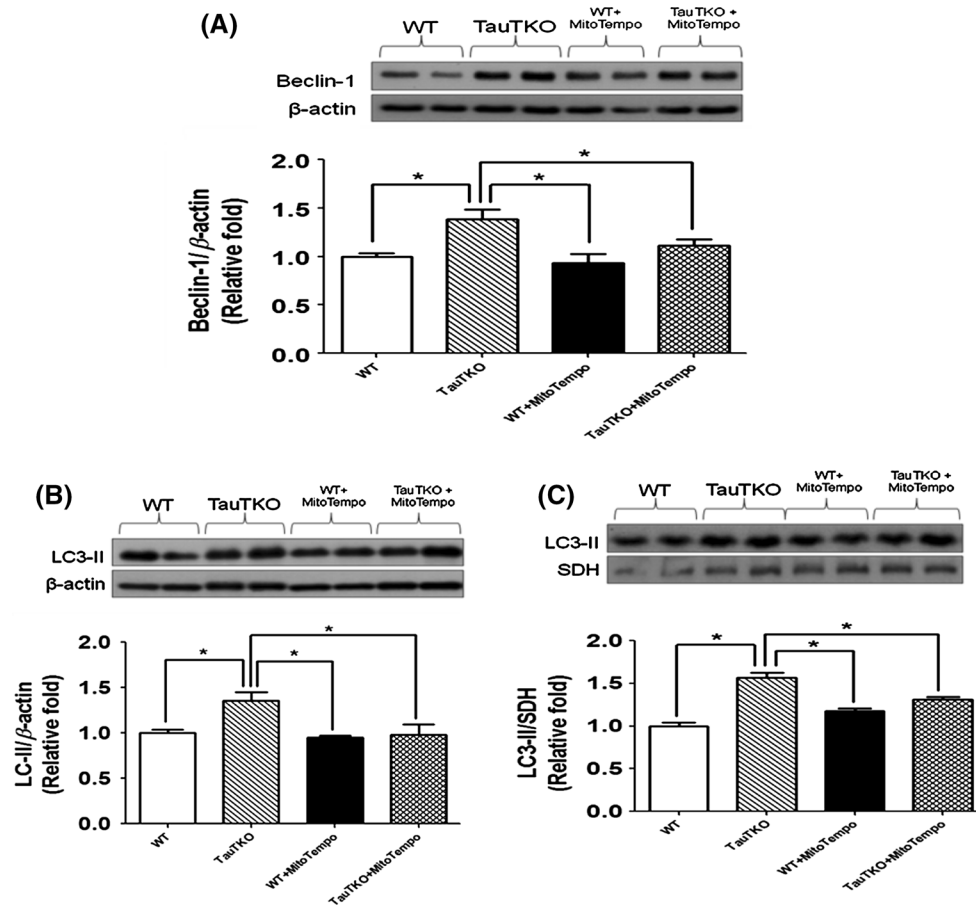 (A)
WT TauTKO WT+ MitoTempo TauTKO + MitoTempo
Beclin-1
β-actin
Beclin-1/β-actin
(Relative fold)
2.0
1.5
1.0
0.5
0.0
* * *
WT TauTKO WT+MitoTempo TauTKO+MitoTempo
(B)
WT TauTKO WT+ MitoTempo TauTKO + MitoTempo
LC3-II
β-actin
LC-II/β-actin
(Relative fold)
2.0
1.5
1.0
0.5
0.0
* * *
WT TauTKO WT+MitoTempo TauTKO+MitoTempo
(C)
WT TauTKO WT+ MitoTempo TauTKO + MitoTempo
LC3-II
SDH
LC3-II/SDH
(Relative fold)
2.0
1.5
1.0
0.5
0.0
* * *
WT TauTKO WT+MitoTempo TauTKO+MitoTempo